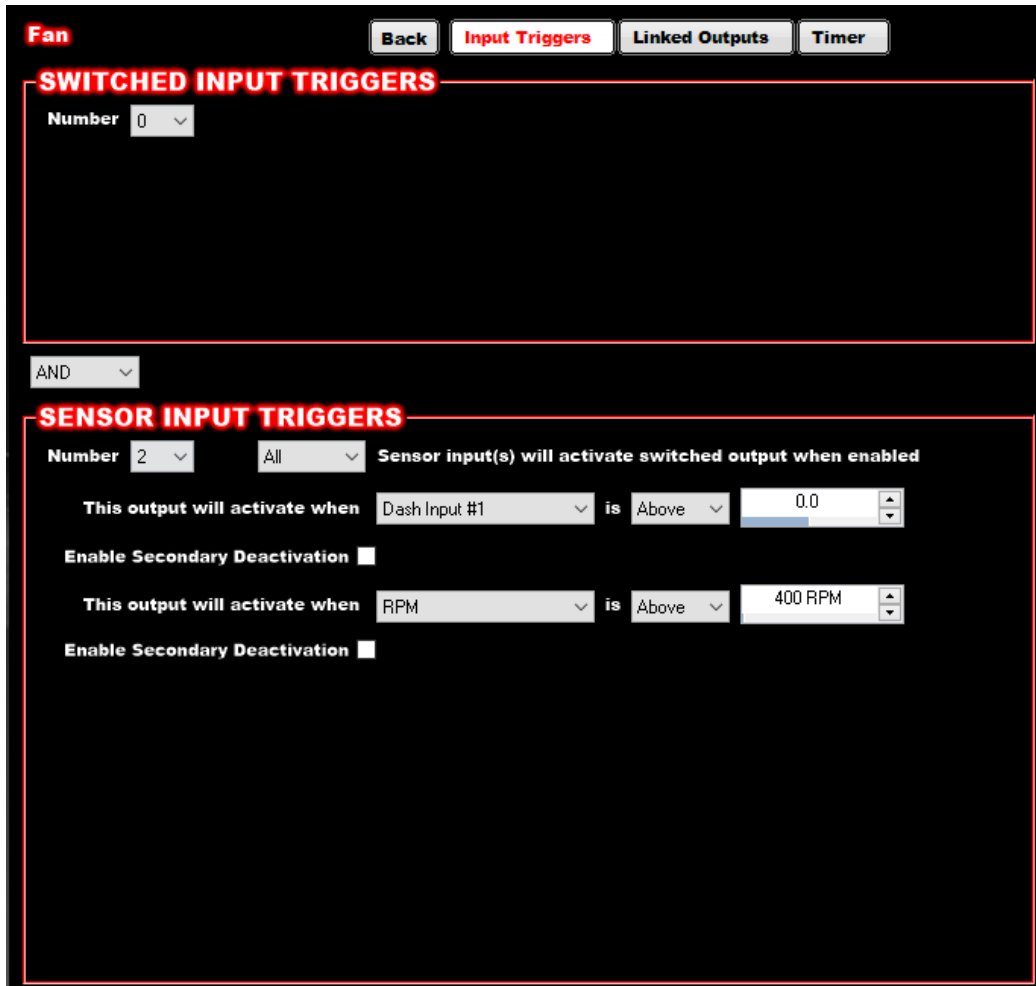 Fan Back Input Triggers Linked Outputs Timer
SWITCHED INPUT TRIGGERS
Number 0
AND
SENSOR INPUT TRIGGERS
Number 2 All Sensor input(s) will activate switched output when enabled
This output will activate when Dash Input #1 is Above 0.0
Enable Secondary Deactivation
This output will activate when RPM is Above 400 RPM
Enable Secondary Deactivation